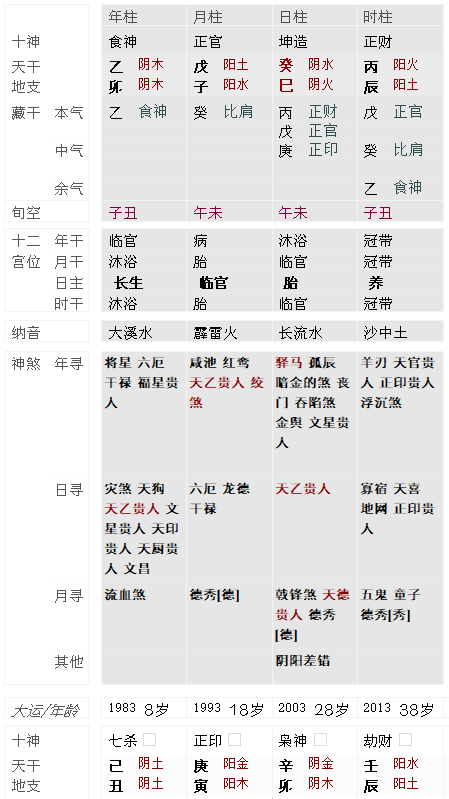 年柱 月柱 日柱 时柱
十神 食神 正官 坤造 正财
天干 乙 阴木 戊 阳土 癸 阴水 丙 阳火
地支 卯 阴木 子 阳水 巳 阴火 辰 阳土
藏干 本气 乙 食神 癸 比肩 丙 正财 戊 正官
戊 正官
中气 庚 正印 癸 比肩
余气 乙 食神
旬空 子丑 午未 午未 子丑
十二 年干 临官 病 沐浴 冠带
宫位 月干 沐浴 胎 临官 冠带
日主 长生 临官 胎 养
时干 沐浴 胎 临官 冠带
纳音 大溪水 霹雷火 长流水 沙中土
神煞 年寻 将星 六厄 咸池 红鸾 驿马 孤辰 羊刃 天官贵
干禄 福星贵 天乙贵人 绞 暗金的煞 丧 人 正印贵人
人 煞 门 吞陷煞 浮沉煞
金舆 文星贵
人
日寻 灾煞 天狗 六厄 龙德 天乙贵人 寡宿 天喜
天乙贵人 文 干禄 地网 正印贵
星贵人 天印 人
贵人 天厨贵
人 文昌
月寻 流血煞 德秀[德] 戟锋煞 天德 五鬼 童子
贵人 德秀 德秀[秀]
[德]
其他 阴阳差错
大运/年龄 1983 8岁 1993 18岁 2003 28岁 2013 38岁
十神 七杀 正印 枭神 劫财
天干 己 阴土 庚 阳金 辛 阴金 壬 阳水
地支 丑 阴土 寅 阳木 卯 阴木 辰 阳土